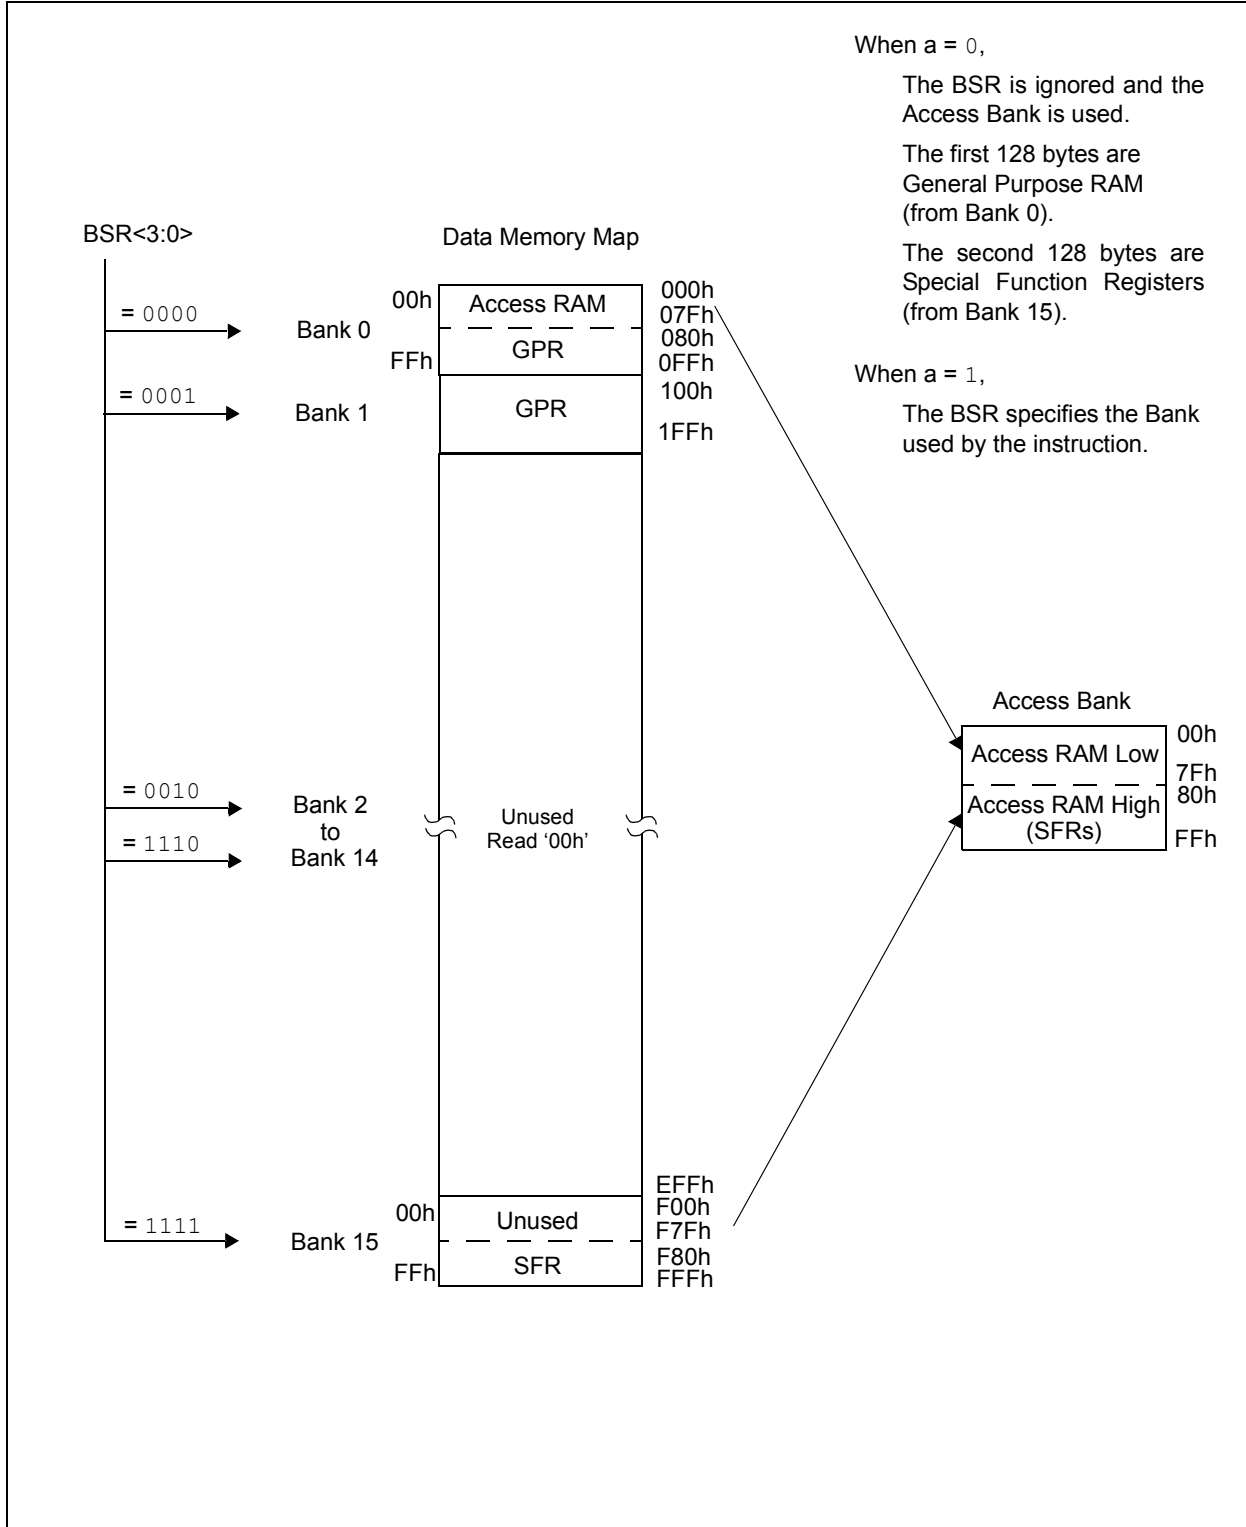 When a = 0,
The BSR is ignored and the
Access Bank is used.
The first 128 bytes are
General Purpose RAM
(from Bank 0).
The second 128 bytes are
Special Function Registers
(from Bank 15).
When a = 1,
The BSR specifies the Bank
used by the instruction.
BSR<3:0>
= 0000
= 0001
= 0010
= 1110
= 1111
Bank 0
Bank 1
Bank 2
to
Bank 14
Bank 15
Data Memory Map
00h
Access RAM
000h
07Fh
FFh
GPR
080h
0FFh
GPR
100h
1FFh
Unused
Read ‘00h’
EFFh
00h
Unused
F00h
F7Fh
FFh
SFR
F80h
FFFh
Access Bank
Access RAM Low
00h
7Fh
Access RAM High
(SFRs)
80h
FFh